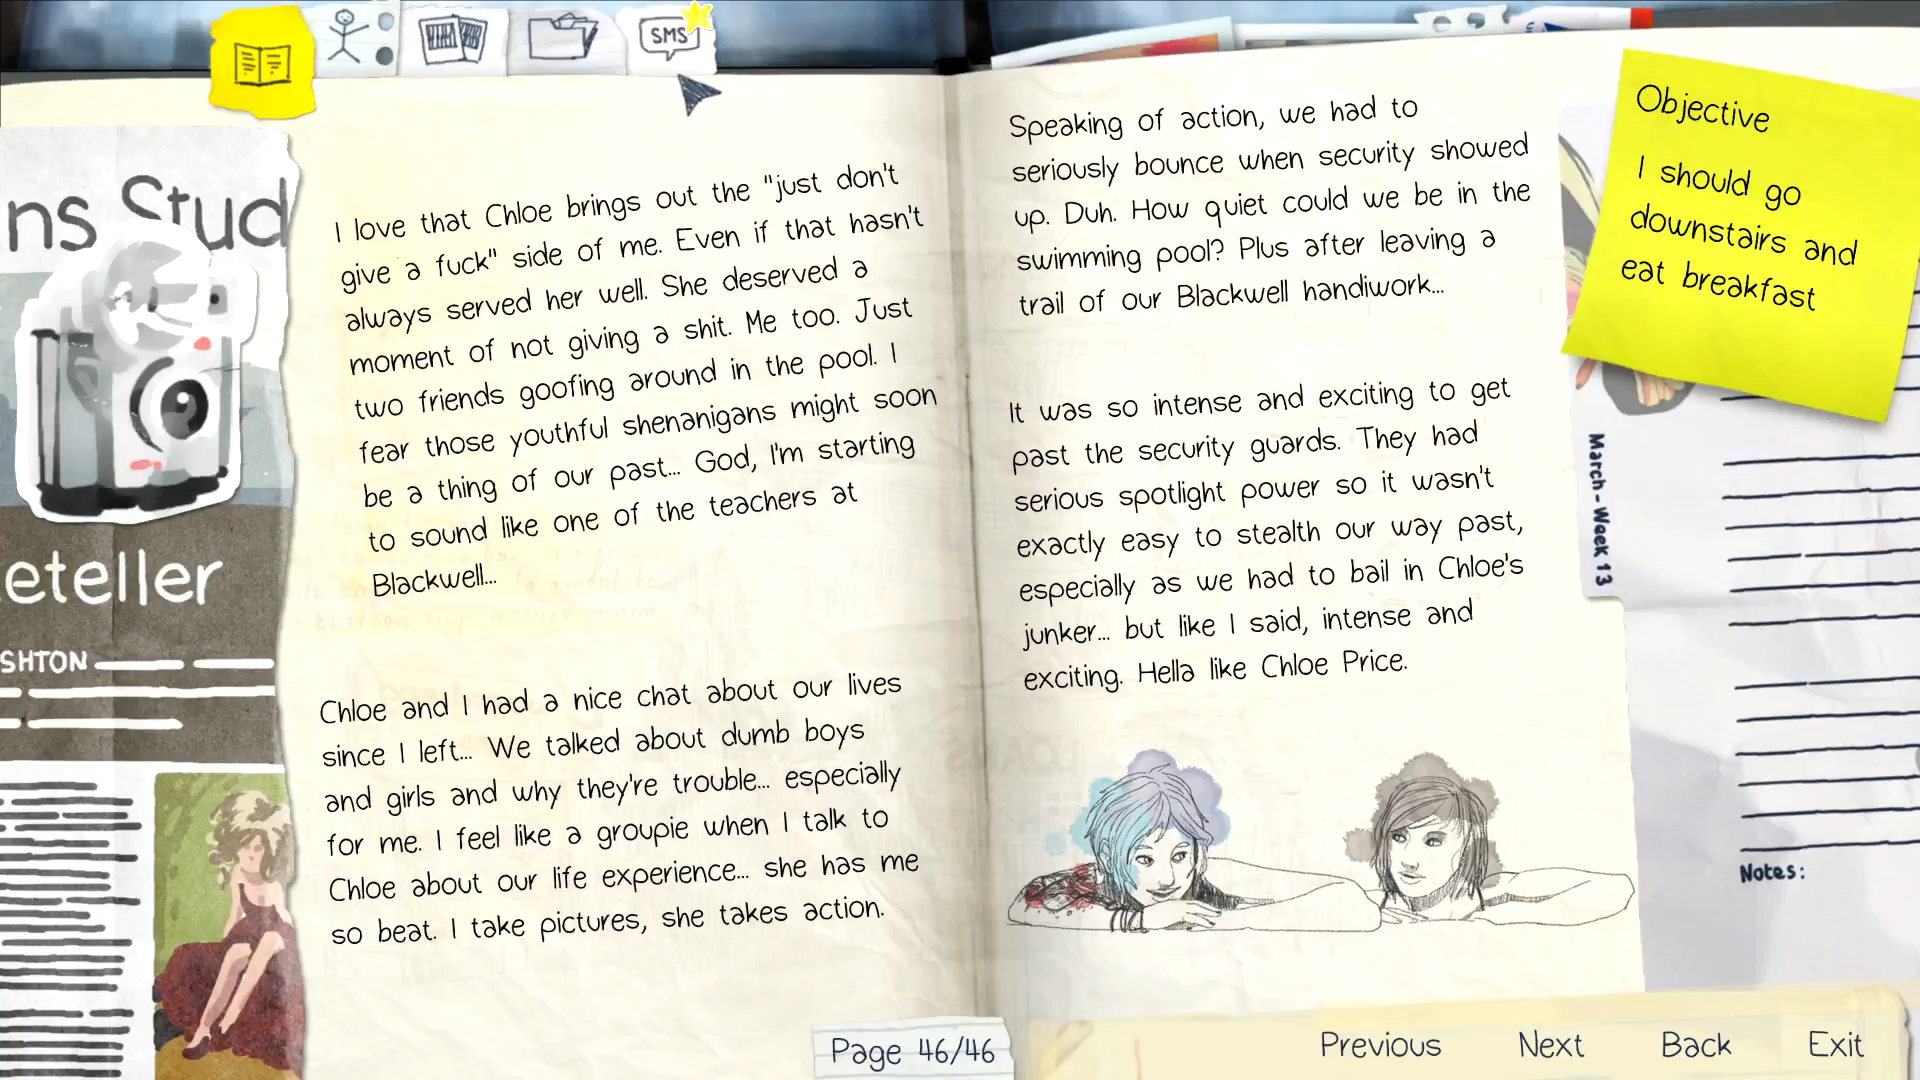 SMS
ns Stud
eteller
SHTON
I love that Chloe brings out the "just don't
give a fuck" side of me. Even if that hasn't
always served her well. She deserved a
moment of not giving a shit. Me too. Just
two friends goofing around in the pool. I
fear those youthful shenanigans might soon
be a thing of our past... God, I'm starting
to sound like one of the teachers at
Blackwell...
Chloe and I had a nice chat about our lives
since I left... We talked about dumb boys
and girls and why they're trouble... especially
for me. I feel like a groupie when I talk to
Chloe about our life experience... she has me
so beat. I take pictures, she takes action.
Speaking of action, we had to
seriously bounce when security showed
up. Duh. How quiet could we be in the
swimming pool? Plus after leaving a
trail of our Blackwell handiwork...
It was so intense and exciting to get
past the security guards. They had
serious spotlight power so it wasn't
exactly easy to stealth our way past,
especially as we had to bail in Chloe's
junker... but like I said, intense and
exciting. Hella like Chloe Price.
Objective
I should go
downstairs and
eat breakfast
March - Week 13
Notes:
Page 46/46
Previous
Next
Back
Exit